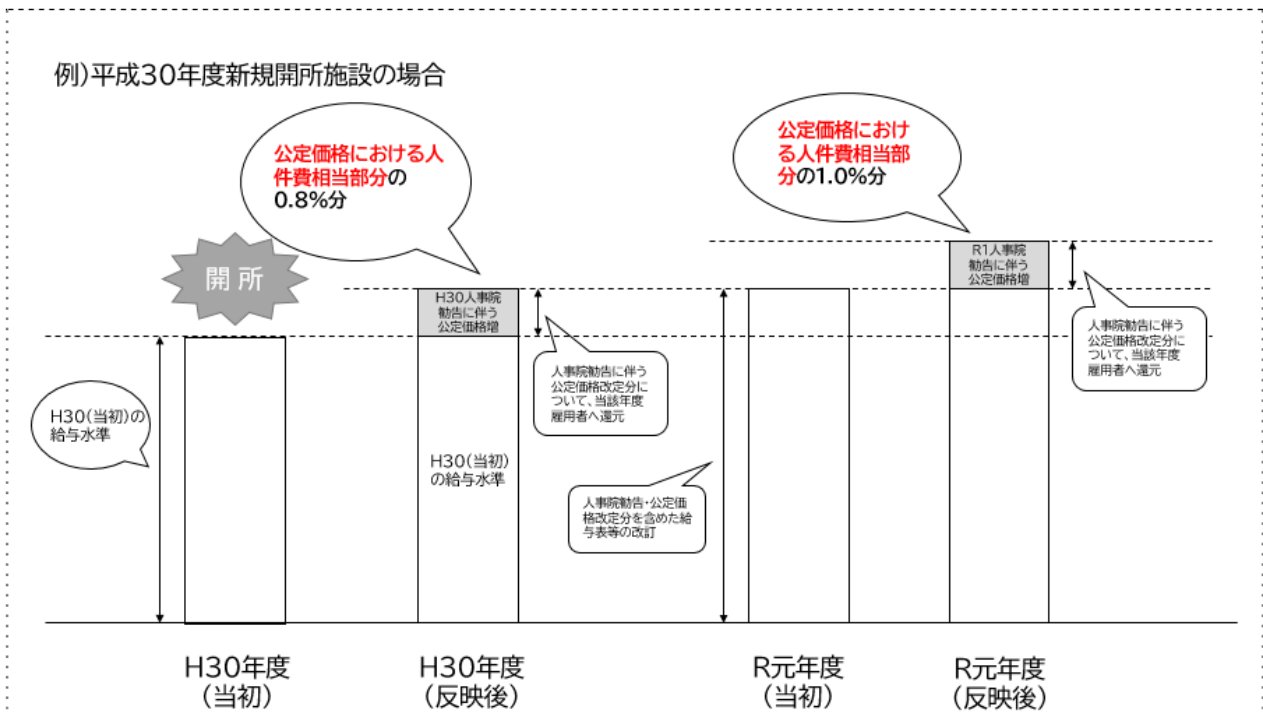 例)平成30年度新規開所施設の場合
公定価格における人
件費相当部分の
0.8%分
公定価格におけ
る人件費相当部
分の1.0%分
開 所
H30人事院
勧告に伴う
公定価格増
R1人事院
勧告に伴う
公定価格増
人事院勧告に伴う
公定価格改定分に
ついて、当該年度
雇用者へ還元
人事院勧告に伴う
公定価格改定分に
ついて、当該年度
雇用者へ還元
H30(当初)の
給与水準
H30(当初)
の給与水準
人事院勧告・公定価
格改定分を含めた給
与表等の改訂
H30年度
(当初)
H30年度
(反映後)
R元年度
(当初)
R元年度
(反映後)